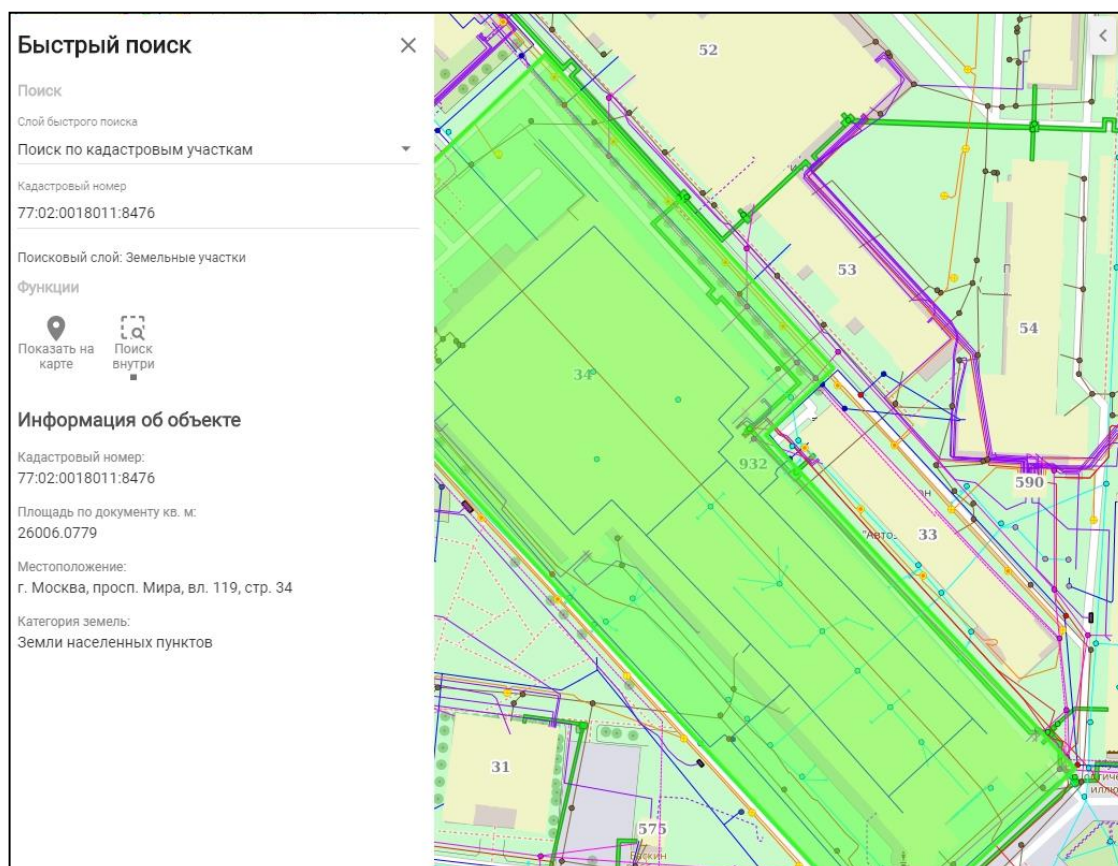 Быстрый поиск
Поиск
Слой быстрого поиска
Поиск по кадастровым участкам
Кадастровый номер
77:02:0018011:8476
Поисковый слой: Земельные участки
Функции
Показать на
карте
Поиск
внутри
Информация об объекте
Кадастровый номер:
77:02:0018011:8476
Площадь по документу кв. м:
26006.0779
Местоположение:
г. Москва, просп. Мира, вл. 119, стр. 34
Категория земель:
Земли населенных пунктов
52
53
54
34
932
590
33
31
575